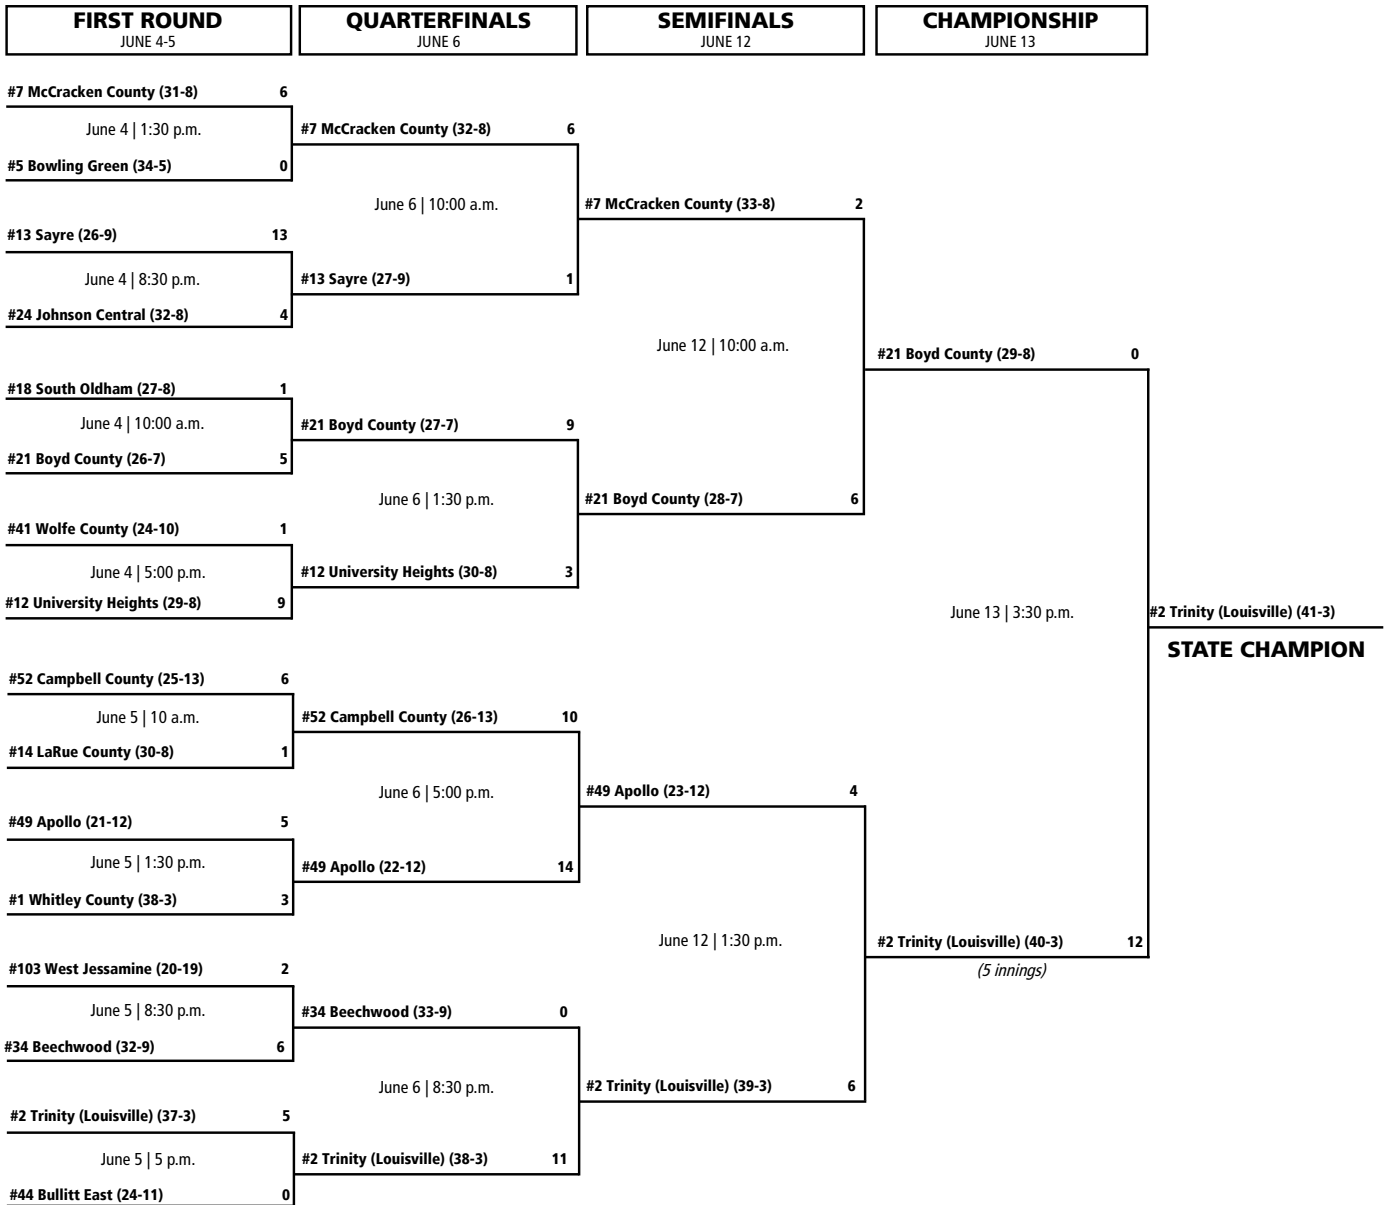 FIRST ROUND
JUNE 4-5
QUARTERFINALS
JUNE 6
SEMIFINALS
JUNE 12
CHAMPIONSHIP
JUNE 13
#7 McCracken County (31-8) 6
June 4 | 1:30 p.m.
#5 Bowling Green (34-5) 0
#13 Sayre (26-9) 13
June 4 | 8:30 p.m.
#24 Johnson Central (32-8) 4
#18 South Oldham (27-8) 1
June 4 | 10:00 a.m.
#21 Boyd County (26-7) 5
#41 Wolfe County (24-10) 1
June 4 | 5:00 p.m.
#12 University Heights (29-8) 9
#52 Campbell County (25-13) 6
June 5 | 10 a.m.
#14 LaRue County (30-8) 1
#49 Apollo (21-12) 5
June 5 | 1:30 p.m.
#1 Whitley County (38-3) 3
#103 West Jessamine (20-19) 2
June 5 | 8:30 p.m.
#34 Beechwood (32-9) 6
#2 Trinity (Louisville) (37-3) 5
June 5 | 5 p.m.
#44 Bullitt East (24-11) 0
#7 McCracken County (32-8) 6
June 6 | 10:00 a.m.
#13 Sayre (27-9) 1
#21 Boyd County (27-7) 9
June 6 | 1:30 p.m.
#12 University Heights (30-8) 3
#52 Campbell County (26-13) 10
June 6 | 5:00 p.m.
#49 Apollo (22-12) 14
#34 Beechwood (33-9) 0
June 6 | 8:30 p.m.
#2 Trinity (Louisville) (38-3) 11
#7 McCracken County (33-8) 2
June 12 | 10:00 a.m.
#21 Boyd County (28-7) 6
#49 Apollo (23-12) 4
June 12 | 1:30 p.m.
#2 Trinity (Louisville) (39-3) 6
#21 Boyd County (29-8) 0
June 13 | 3:30 p.m.
#2 Trinity (Louisville) (40-3) 12
(5 innings)
#2 Trinity (Louisville) (41-3)
STATE CHAMPION